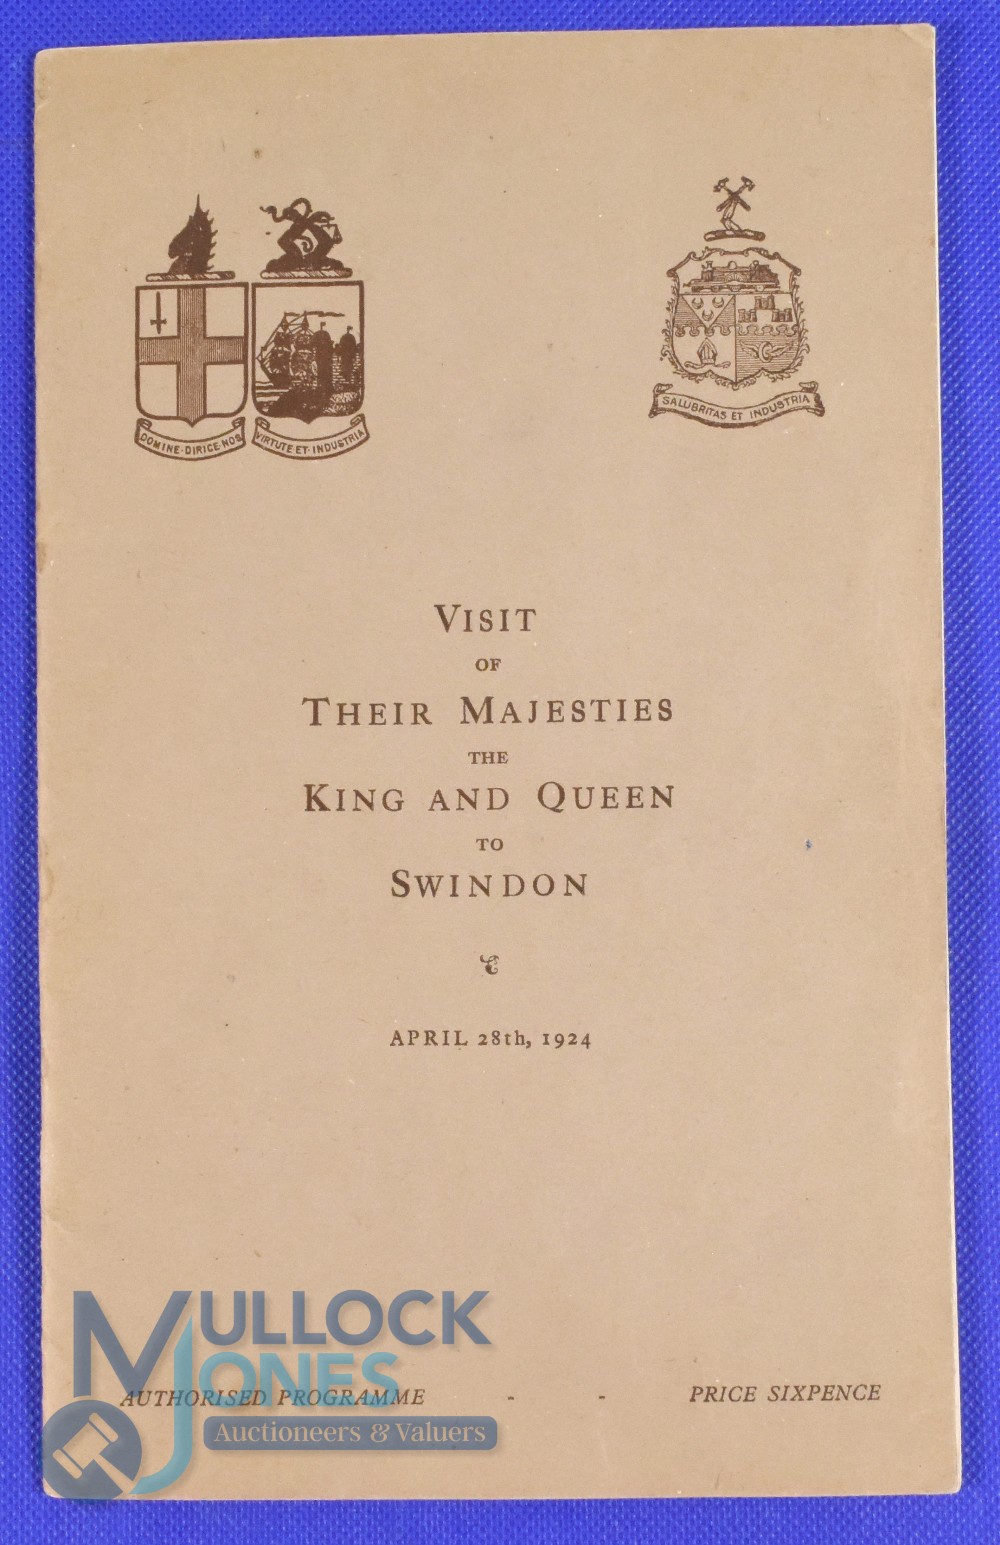 DOMINE·DIRICE·NOS
VIRTUTE·ET·INDUSTRIA
SALUBRITAS ET INDUSTRIA
VISIT
OF
THEIR MAJESTIES
THE
KING AND QUEEN
TO
SWINDON
APRIL 28th, 1924
MULLOCK
JONES
AUTHORISED PROGRAMME - - PRICE SIXPENCE
Auctioneers & Valuers